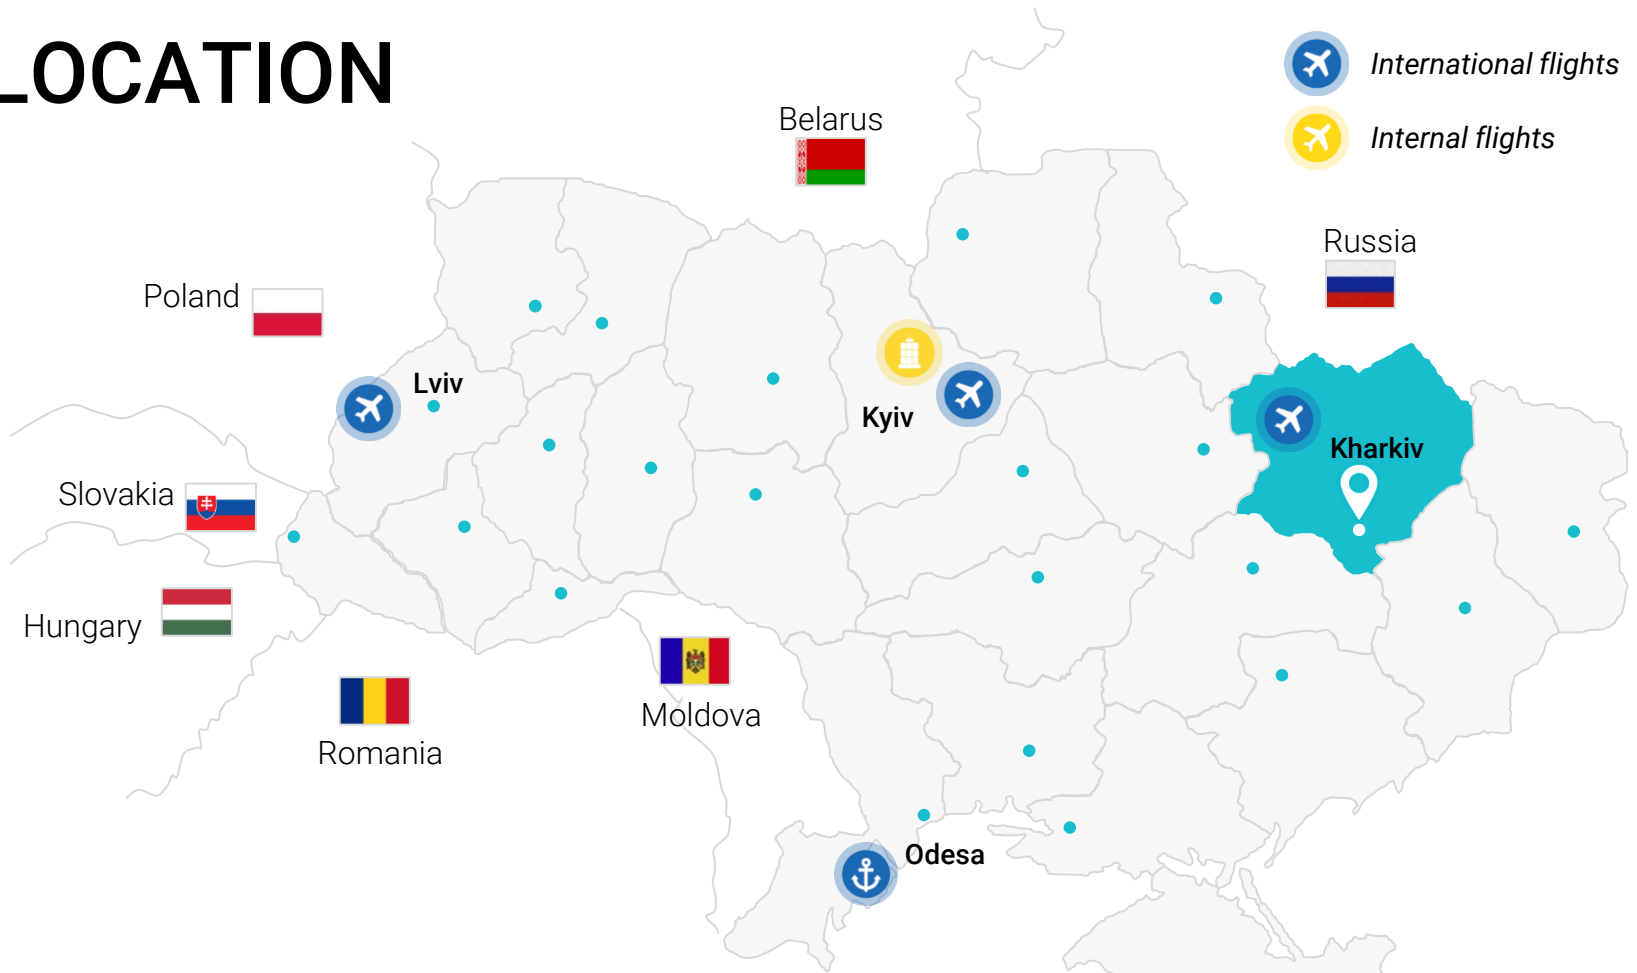 LOCATION
International flights
Internal flights
Belarus
Russia
Poland
Lviv
Kyiv
Kharkiv
Slovakia
Hungary
Moldova
Romania
Odesa